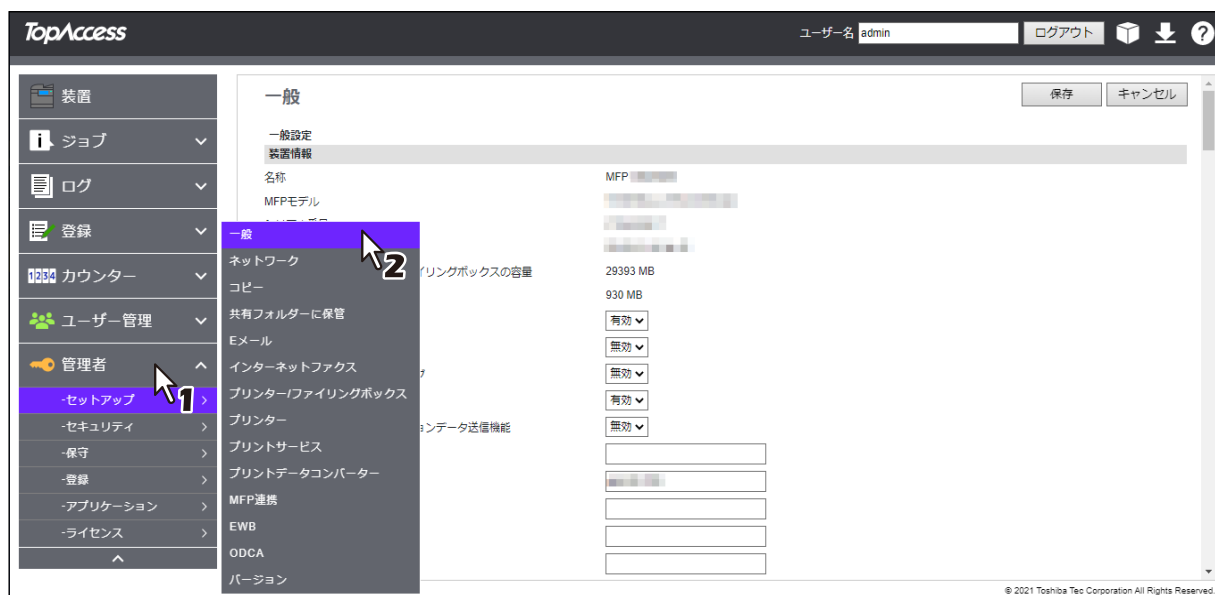 TopAccess
ユーザー名 admin ログアウト ?
装置
ジョブ
ログ
登録
1234 カウンター
ユーザー管理
管理者
-セットアップ
-セキュリティ
-保守
-登録
-アプリケーション
-ライセンス
1
一般
ネットワーク
コピー
共有フォルダーに保管
Eメール
インターネットファクス
プリンター/ファイリングボックス
プリンター
プリントサービス
プリントデータコンバーター
MFP連携
EWB
ODCA
バージョン
2
一般
保存 キャンセル
一般設定
装置情報
名称 MFP
MFPモデル
イリングボックスの容量 29393 MB
930 MB
有効
無効
無効
有効
ョンデータ送信機能 無効
© 2021 Toshiba Tec Corporation All Rights Reserved.